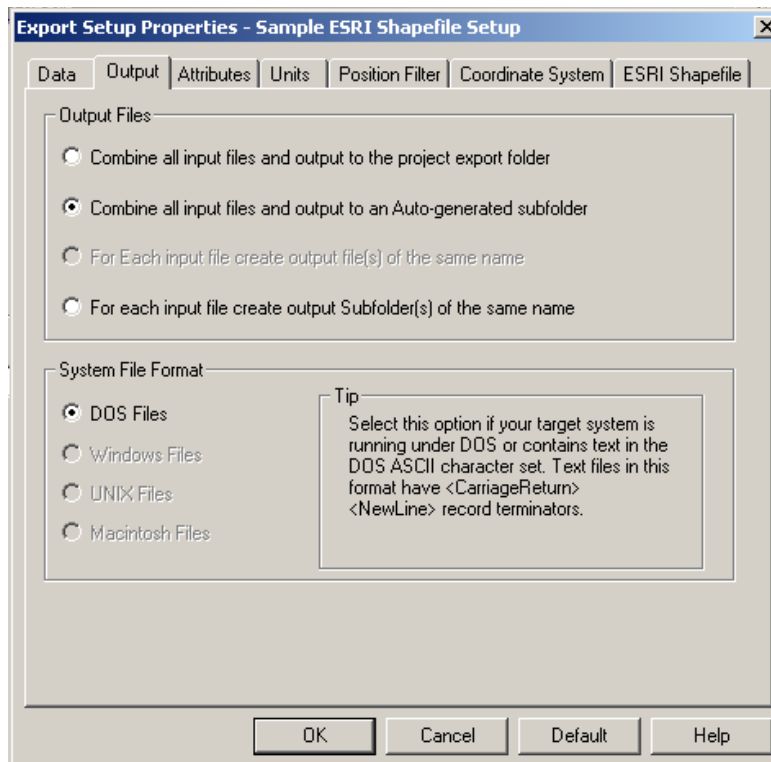 Export Setup Properties - Sample ESRI Shapefile Setup
Data Output Attributes Units Position Filter Coordinate System ESRI Shapefile
Output Files
Combine all input files and output to the project export folder
Combine all input files and output to an Auto-generated subfolder
For Each input file create output file(s) of the same name
For each input file create output Subfolder(s) of the same name
System File Format
DOS Files
Windows Files
UNIX Files
Macintosh Files
Tip
Select this option if your target system is
running under DOS or contains text in the
DOS ASCII character set. Text files in this
format have <CarriageReturn>
<NewLine> record terminators.
OK Cancel Default Help